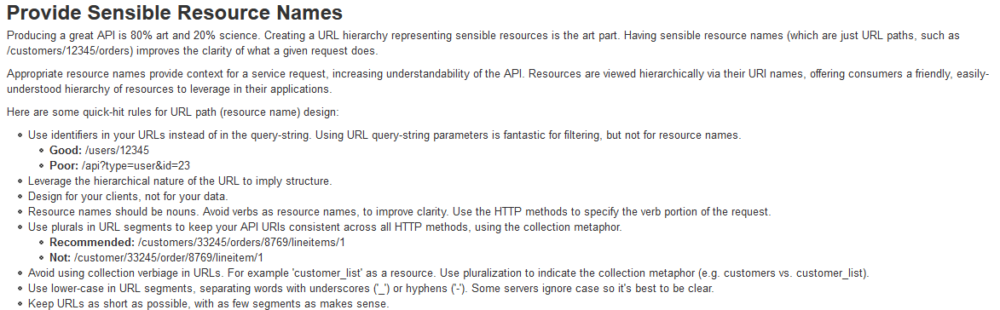 Provide Sensible Resource Names
Producing a great API is 80% art and 20% science. Creating a URL hierarchy representing sensible resources is the art part. Having sensible resource names (which are just URL paths, such as
/customers/12345/orders) improves the clarity of what a given request does.
Appropriate resource names provide context for a service request, increasing understandability of the API. Resources are viewed hierarchically via their URI names, offering consumers a friendly, easily-
understood hierarchy of resources to leverage in their applications.
Here are some quick-hit rules for URL path (resource name) design:
Use identifiers in your URLs instead of in the query-string. Using URL query-string parameters is fantastic for filtering, but not for resource names.
Good: /users/12345
Poor: /api?type=user&id=23
Leverage the hierarchical nature of the URL to imply structure.
Design for your clients, not for your data.
Resource names should be nouns. Avoid verbs as resource names, to improve clarity. Use the HTTP methods to specify the verb portion of the request.
Use plurals in URL segments to keep your API URIs consistent across all HTTP methods, using the collection metaphor.
Recommended: /customers/33245/orders/8769/lineitems/1
Not: /customer/33245/order/8769/lineitem/1
Avoid using collection verbiage in URLs. For example 'customer_list' as a resource. Use pluralization to indicate the collection metaphor (e.g. customers vs. customer_list).
Use lower-case in URL segments, separating words with underscores ('_') or hyphens ('-'). Some servers ignore case so it's best to be clear.
Keep URLs as short as possible, with as few segments as makes sense.